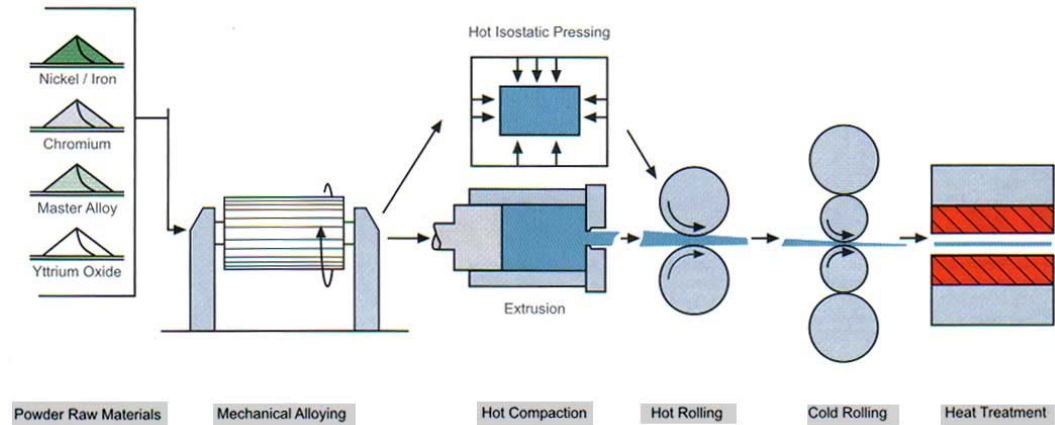 Hot Isostatic Pressing
Nickel / Iron
Chromium
Master Alloy
Yttrium Oxide
Extrusion
Powder Raw Materials
Mechanical Alloying
Hot Compaction
Hot Rolling
Cold Rolling
Heat Treatment